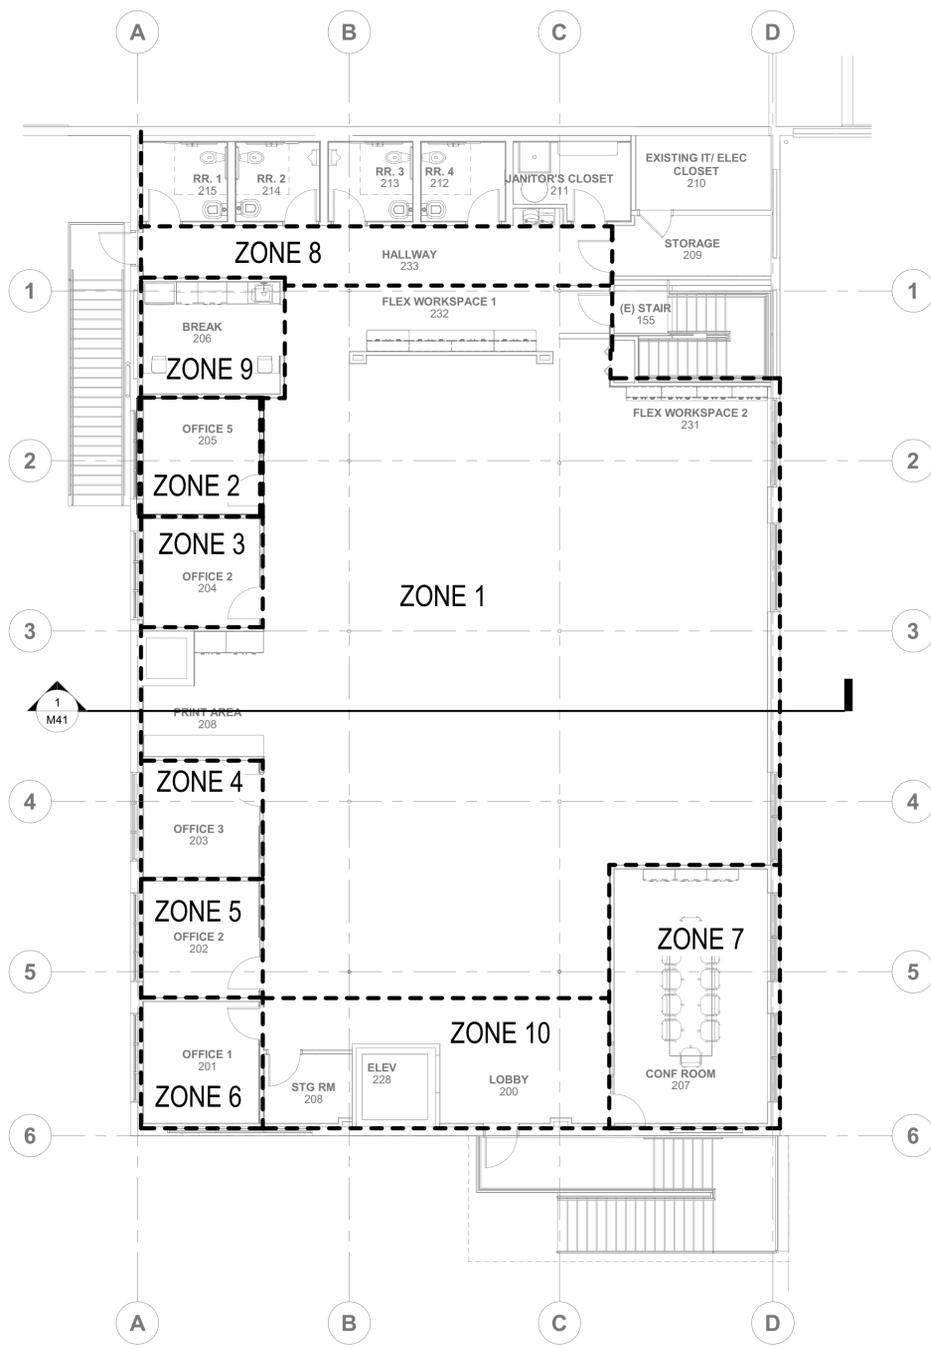 A B C D
RR. 1
215
RR. 2
214
RR. 3
213
RR. 4
212
JANITOR'S CLOSET
211
EXISTING IT/ ELEC
CLOSET
210
STORAGE
209
ZONE 8
HALLWAY
233
1 1
FLEX WORKSPACE 1
232
(E) STAIR
155
BREAK
206
ZONE 9
FLEX WORKSPACE 2
231
OFFICE 5
205
2 2
ZONE 2
ZONE 3
OFFICE 2
204
ZONE 1
3 3
1
M41
PRINT AREA
208
ZONE 4
4 4
OFFICE 3
203
ZONE 5
OFFICE 2
202
ZONE 7
5 5
ZONE 10
OFFICE 1
201
ZONE 6
STG RM
208
ELEV
228
LOBBY
200
CONF ROOM
207
6 6
A B C D